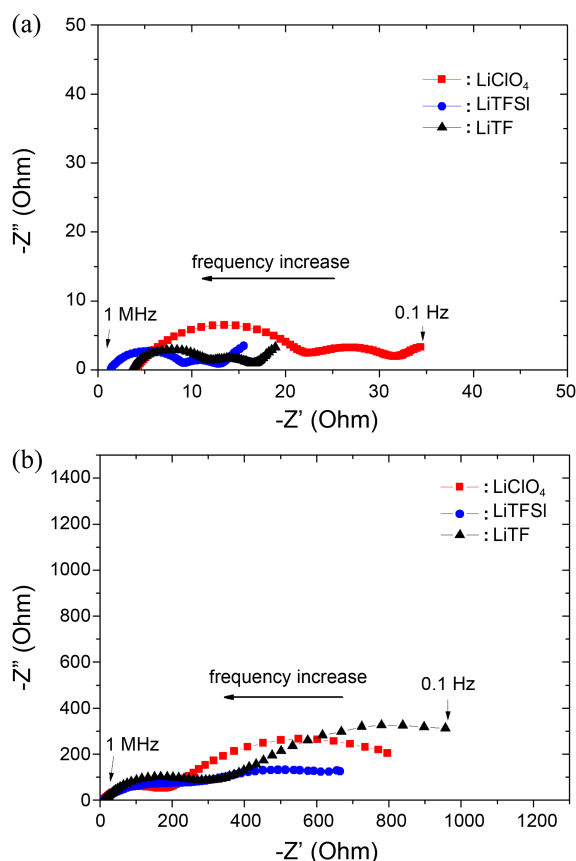 (a)
50
40
30
20
10
0
-Z" (Ohm)
: LiClO₄
: LiTFSI
: LiTF
frequency increase
1 MHz
0.1 Hz
0 10 20 30 40 50
-Z' (Ohm)
(b)
1400
1200
1000
800
600
400
200
0
-Z" (Ohm)
: LiClO₄
: LiTFSI
: LiTF
frequency increase
0.1 Hz
1 MHz
0 200 400 600 800 1000 1200
-Z' (Ohm)